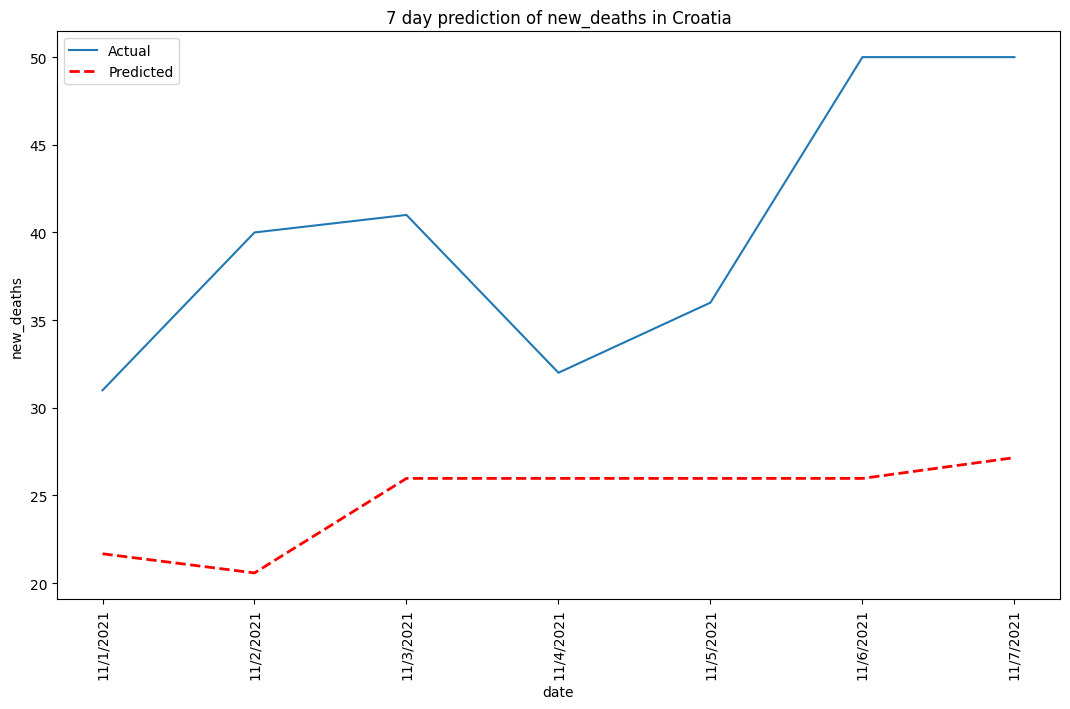 7 day prediction of new_deaths in Croatia
Actual
Predicted
50
45
40
35
30
25
20
new_deaths
11/1/2021
11/2/2021
11/3/2021
11/4/2021
11/5/2021
11/6/2021
11/7/2021
date